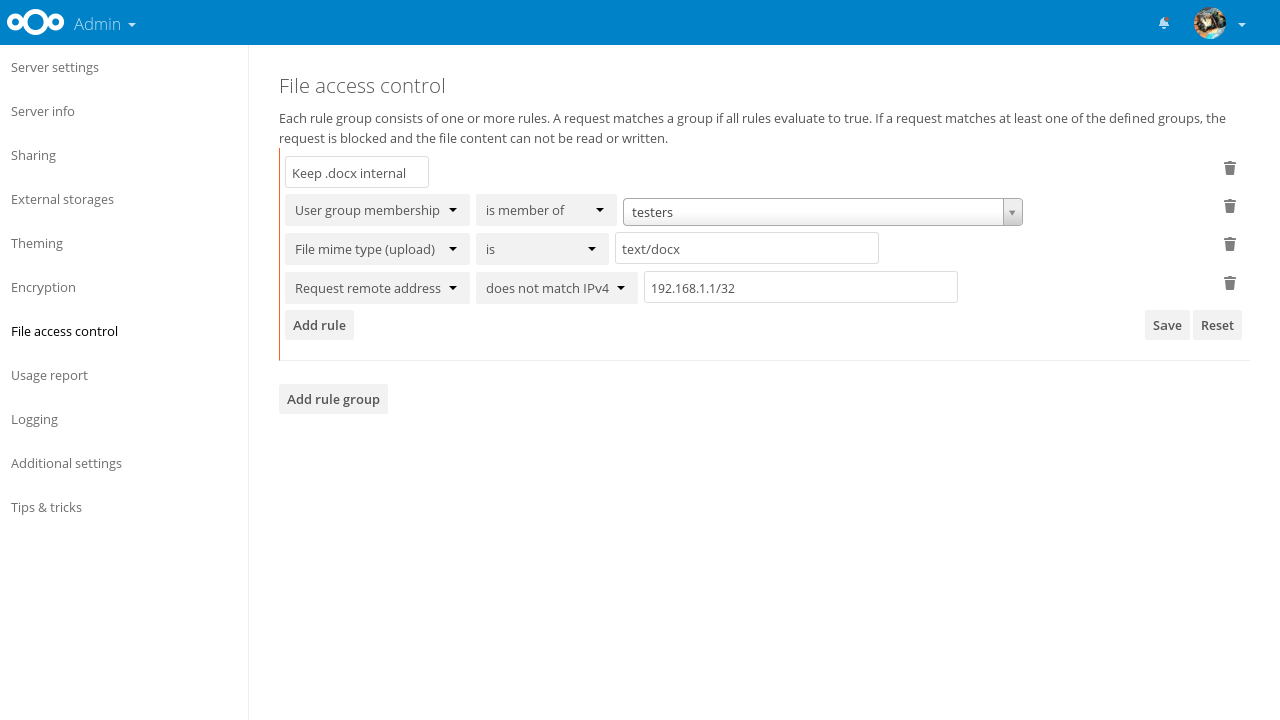 Admin
Server settings
Server info
Sharing
External storages
Theming
Encryption
File access control
Usage report
Logging
Additional settings
Tips & tricks
File access control
Each rule group consists of one or more rules. A request matches a group if all rules evaluate to true. If a request matches at least one of the defined groups, the
request is blocked and the file content can not be read or written.
Keep .docx internal
User group membership is member of testers
File mime type (upload) is text/docx
Request remote address does not match IPv4 192.168.1.1/32
Add rule Save Reset
Add rule group